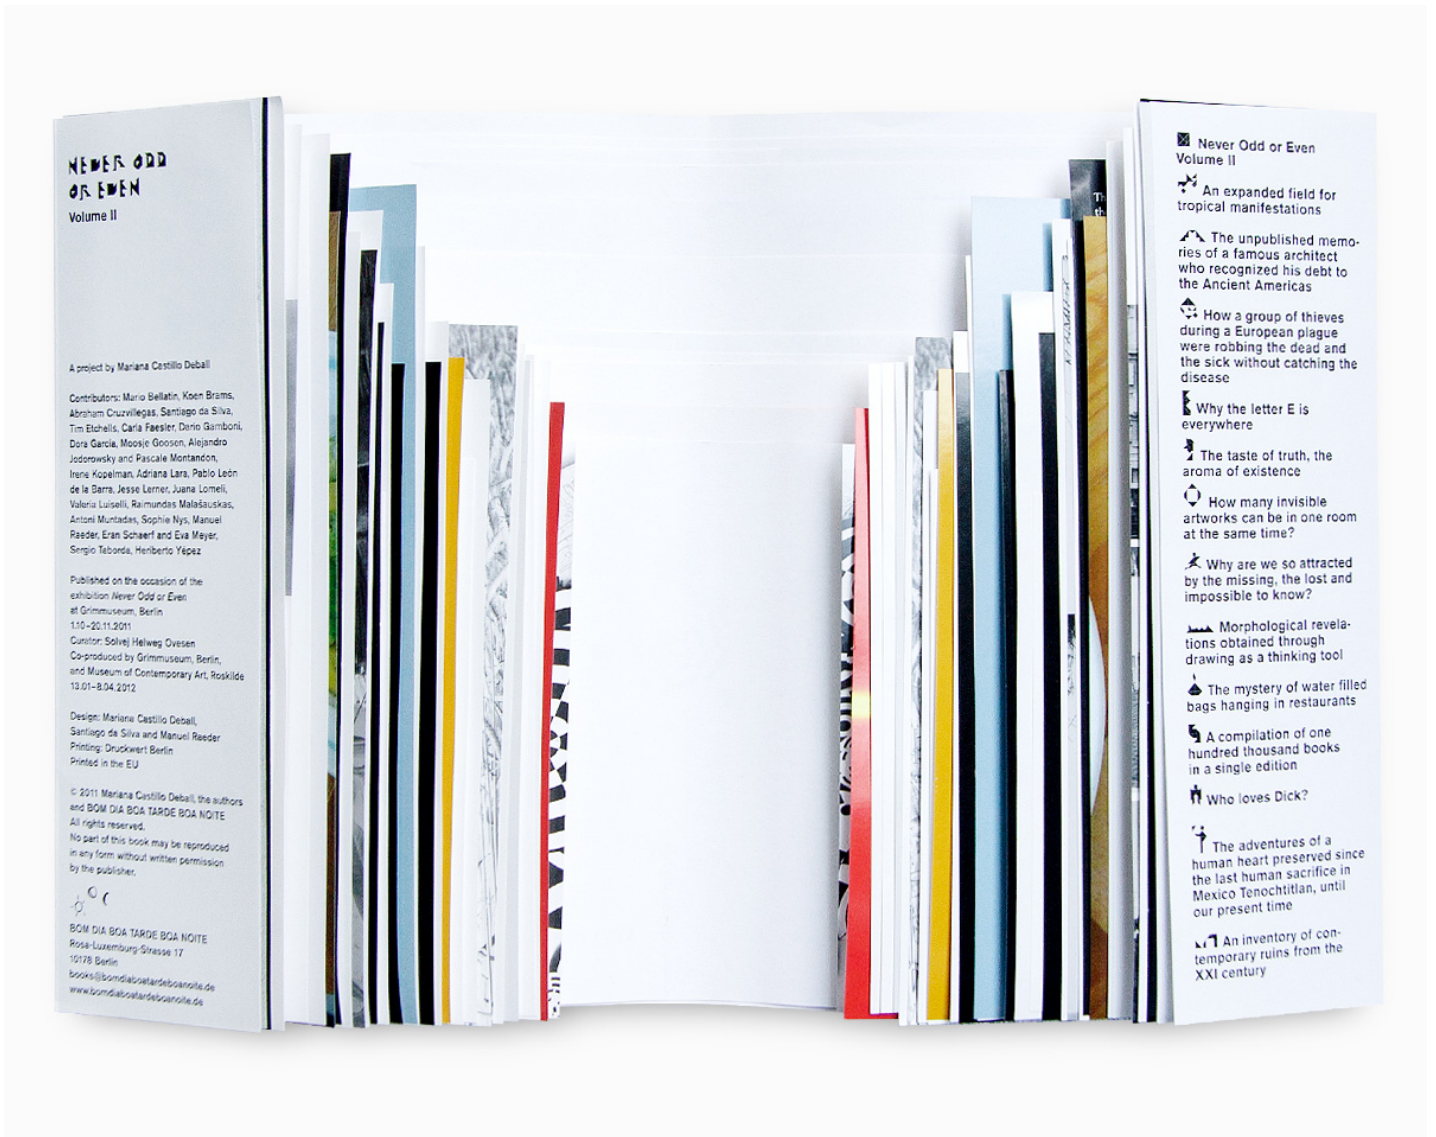 NEVER ODD
OR EVEN
Volume II
A project by Mariana Castillo Deball
Contributors: Mario Bellatin, Koen Brams,
Abraham Cruzvillegas, Santiago da Silva,
Tim Etchells, Carla Faesler, Dario Gamboni,
Dora García, Moosje Goosen, Alejandro
Jodorowsky and Pascale Montandon,
Irene Kopelman, Adriana Lara, Pablo León
de la Barra, Jesse Lerner, Juana Lomelí,
Valeria Luiselli, Raimundas Malašauskas,
Antoni Muntadas, Sophie Nys, Manuel
Raeder, Eran Schaerf and Eva Meyer,
Sergio Taborda, Heriberto Yépez
Published on the occasion of the
exhibition Never Odd or Even
at Grimmuseum, Berlin
1.10–20.11.2011
Curator: Solvej Helweg Ovesen
Co-produced by Grimmuseum, Berlin,
and Museum of Contemporary Art, Roskilde
13.01–8.04.2012
Design: Mariana Castillo Deball,
Santiago da Silva and Manuel Raeder
Printing: Druckwert Berlin
Printed in the EU
© 2011 Mariana Castillo Deball, the authors
and BOM DIA BOA TARDE BOA NOITE
All rights reserved.
No part of this book may be reproduced
in any form without written permission
by the publisher.
BOM DIA BOA TARDE BOA NOITE
Rosa-Luxemburg-Strasse 17
10178 Berlin
books@bomdiaboatardeboanoite.de
www.bomdiaboatardeboanoite.de
Never Odd or Even
Volume II
An expanded field for
tropical manifestations
The unpublished memo-
ries of a famous architect
who recognized his debt to
the Ancient Americas
How a group of thieves
during a European plague
were robbing the dead and
the sick without catching the
disease
Why the letter E is
everywhere
The taste of truth, the
aroma of existence
How many invisible
artworks can be in one room
at the same time?
Why are we so attracted
by the missing, the lost and
impossible to know?
Morphological revela-
tions obtained through
drawing as a thinking tool
The mystery of water filled
bags hanging in restaurants
A compilation of one
hundred thousand books
in a single edition
Who loves Dick?
The adventures of a
human heart preserved since
the last human sacrifice in
Mexico Tenochtitlan, until
our present time
An inventory of con-
temporary ruins from the
XXI century